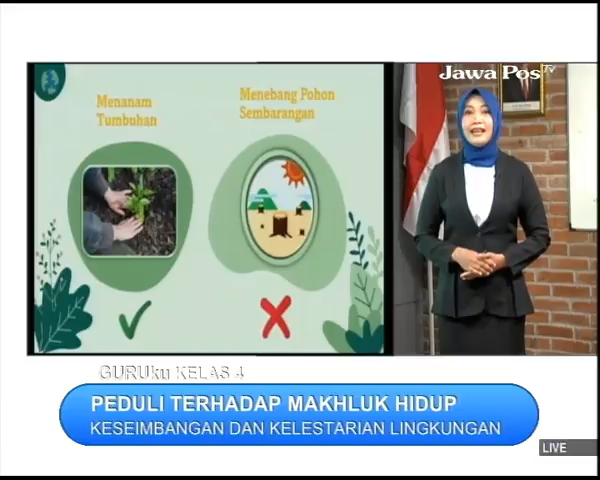 Jawa Pos TV
Menanam
Tumbuhan
Menebang Pohon
Sembarangan
GURUku KELAS 4
PEDULI TERHADAP MAKHLUK HIDUP
KESEIMBANGAN DAN KELESTARIAN LINGKUNGAN
LIVE